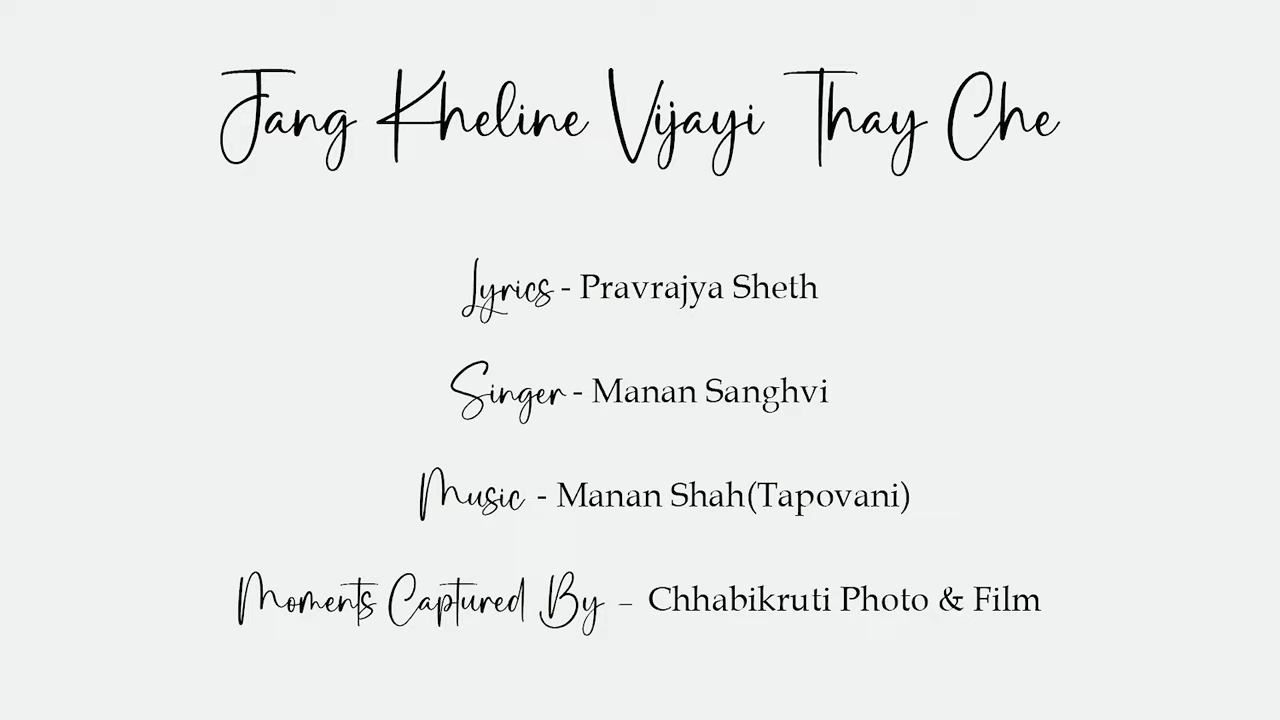 Jang Kheline Vijayi Thay Che
Lyrics - Pravrajya Sheth
Singer - Manan Sanghvi
Music - Manan Shah(Tapovani)
Moments Captured By – Chhabikruti Photo & Film